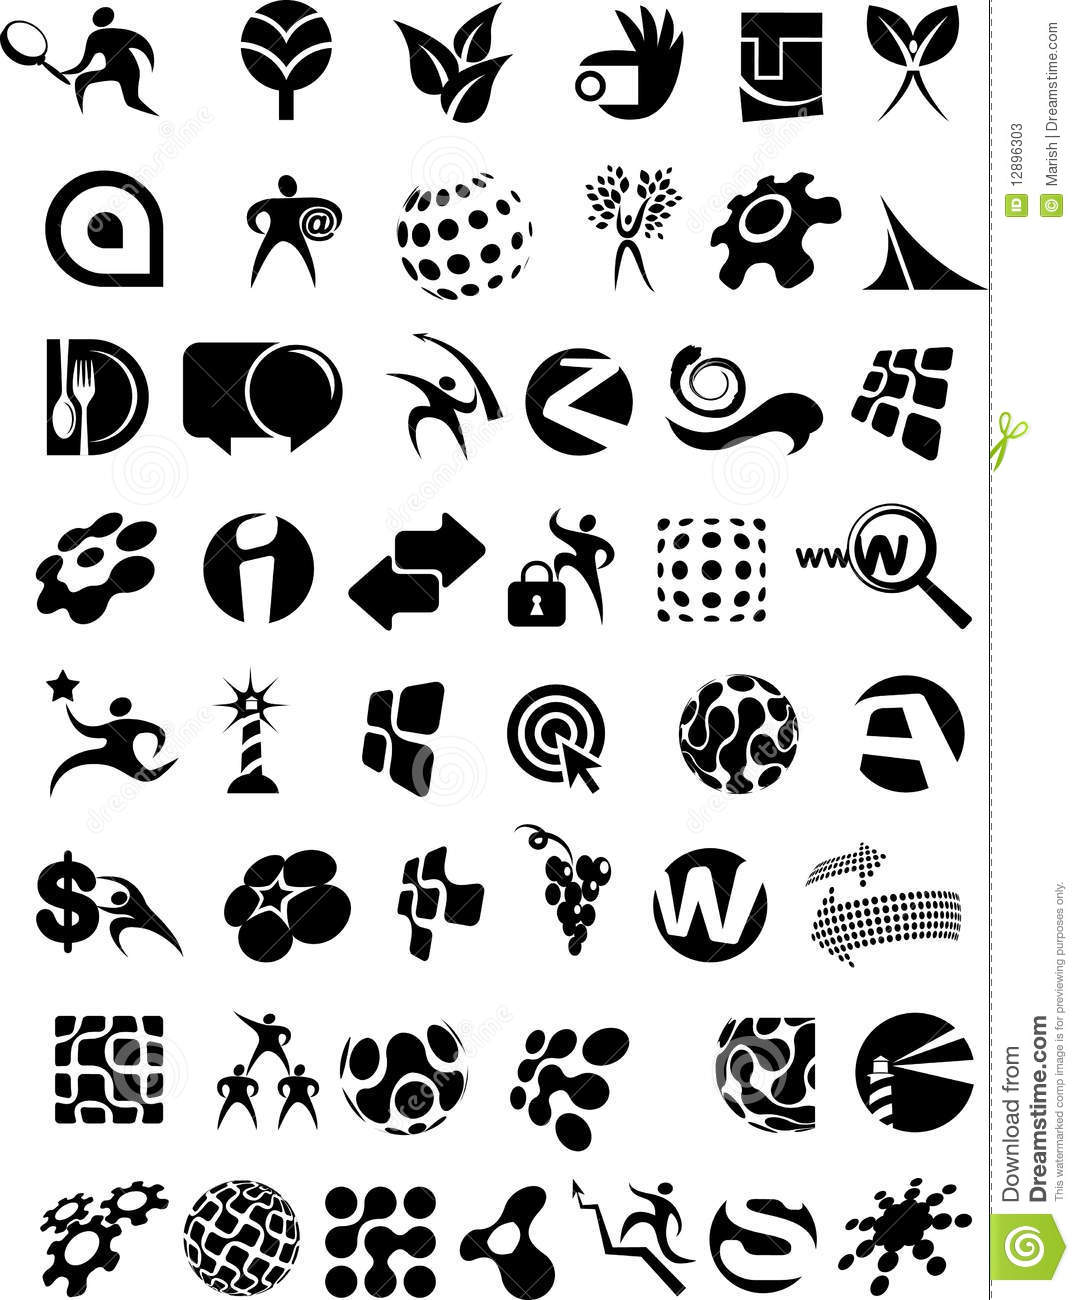 @
i
www
$
W
Z
A
S
ID 12896303
© Marish | Dreamstime.com
Download from
Dreamstime.com
This watermarked comp image is for previewing purposes only.
dreamstime